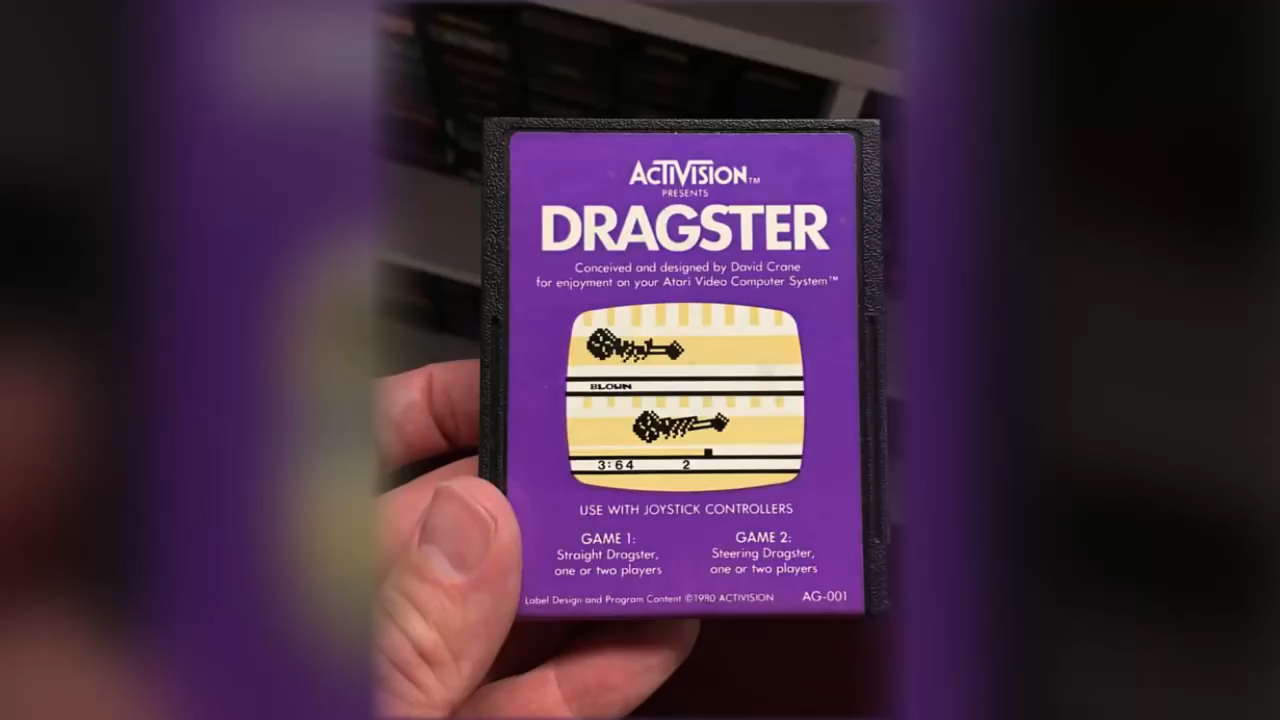 ACTIVISION™
PRESENTS
DRAGSTER
Conceived and designed by David Crane
for enjoyment on your Atari Video Computer System™
BLOWN
3:64 2
USE WITH JOYSTICK CONTROLLERS
GAME 1:
Straight Dragster,
one or two players
GAME 2:
Steering Dragster,
one or two players
Label Design and Program Content ©1980 ACTIVISION
AG-001